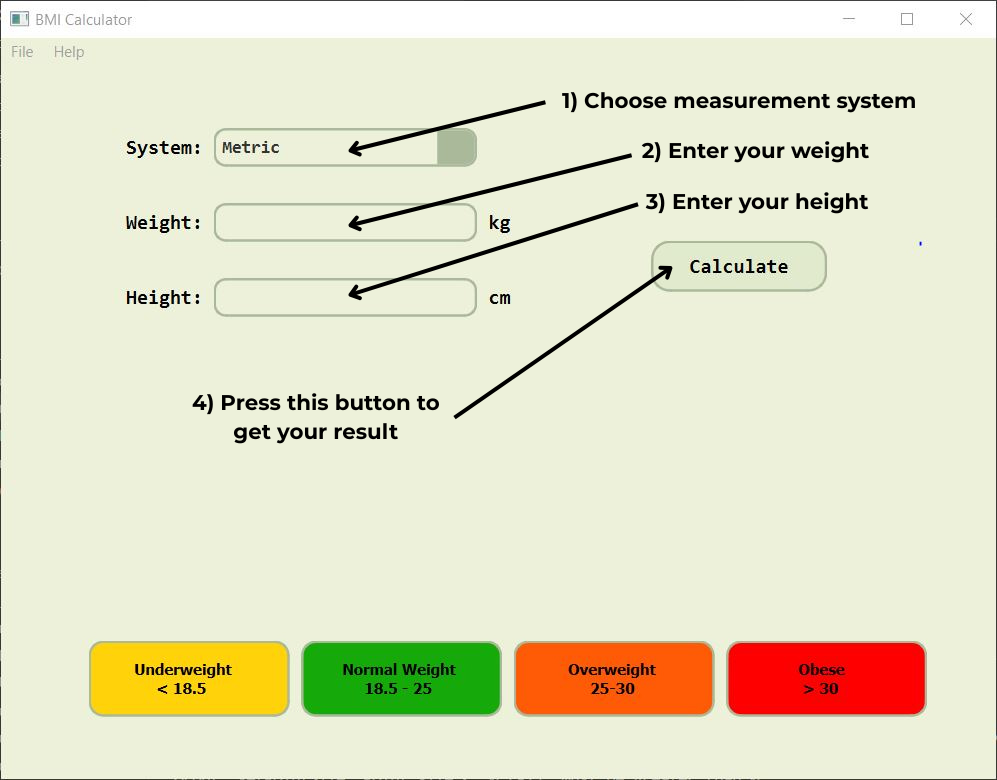 BMI Calculator
File Help
1) Choose measurement system
System: Metric
2) Enter your weight
Weight: kg
3) Enter your height
Calculate
Height: cm
4) Press this button to
get your result
Underweight
< 18.5
Normal Weight
18.5 - 25
Overweight
25-30
Obese
> 30